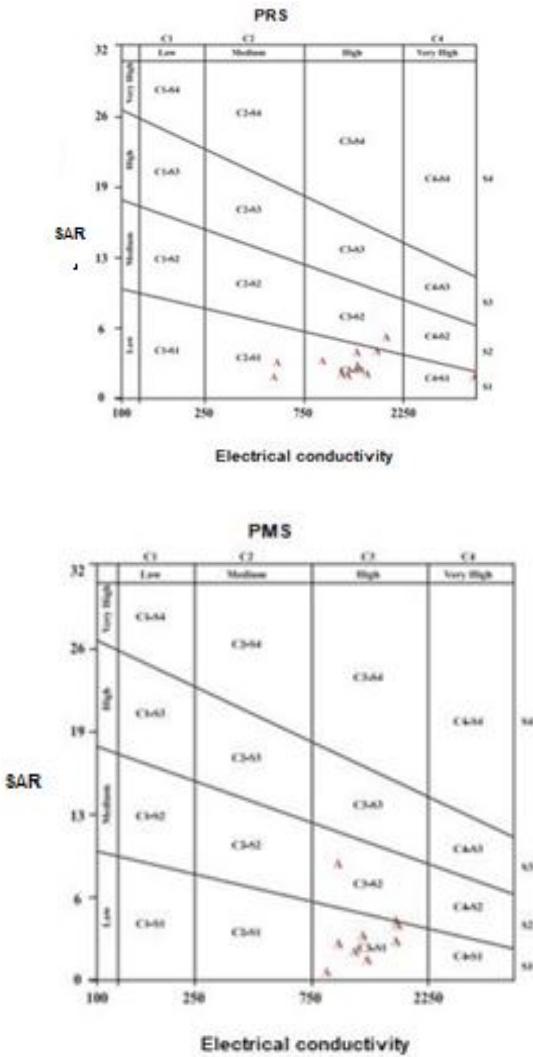 PRS
C1 C2 C4
32 Low Medium High Very High
Very High
26 C1-S4 C2-S4 C3-S4
High
19 C1-S3 C2-S3 C4-S4 S4
SAR
13 Medium C1-S2 C2-S2 C3-S3 C4-S3 S3
6 C3-S2 C4-S2 S2
Low C1-S1 C2-S1 C4-S1 S1
0
100 250 750 2250
Electrical conductivity
PMS
C1 C2 C3 C4
32 Low Medium High Very High
Very High
26 C1-S4 C2-S4 C3-S4
High
19 C1-S3 C2-S3 C4-S4 S4
SAR
13 Medium C1-S2 C2-S2 C3-S3 C4-S3 S3
6 C3-S2 C4-S2 S2
Low C1-S1 C2-S1 C3-S1 C4-S1 S1
0
100 250 750 2250
Electrical conductivity